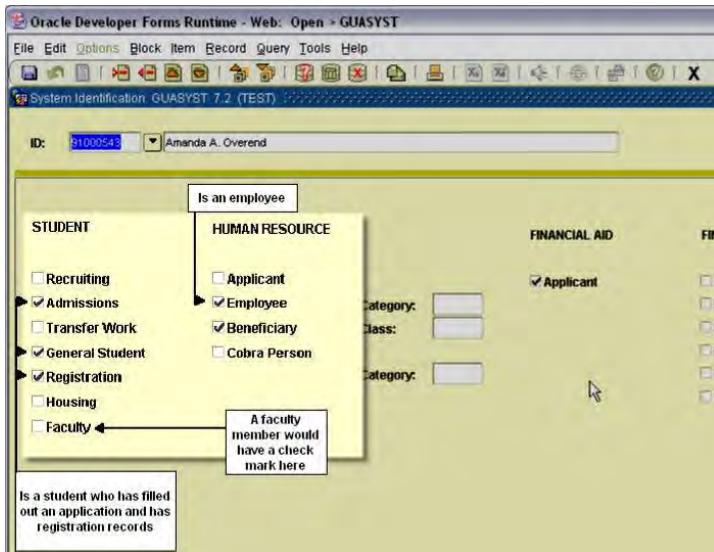 Oracle Developer Forms Runtime - Web: Open > GUASYST
File Edit Options Block Item Record Query Tools Help
System Identification GUASYST 7.2 (TEST)
ID: 91000543 Amanda A. Overend
Is an employee
STUDENT HUMAN RESOURCE FINANCIAL AID FI
Recruiting Applicant Applicant
Admissions Employee Category:
Transfer Work Beneficiary Class:
General Student Cobra Person
Registration Category:
Housing
Faculty
A faculty
member would
have a check
mark here
Is a student who has filled
out an application and has
registration records